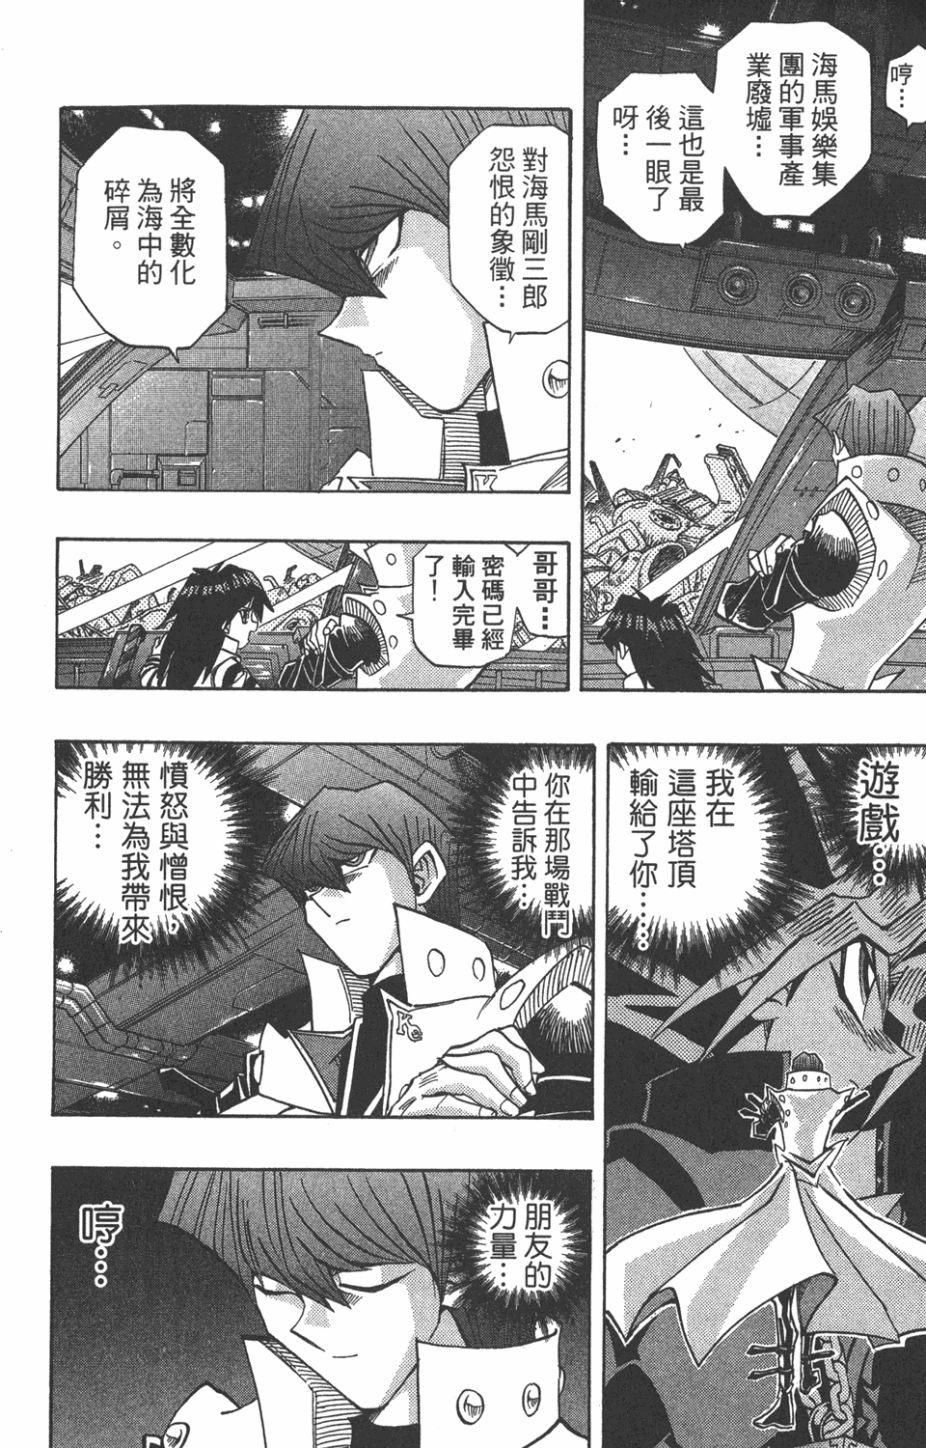 哼…
海馬娛樂集
團的軍事產
業廢墟…
這也是最
後一眼了
呀…
對海馬剛三郎
怨恨的象徵…
將全數化
為海中的
碎屑。
哥哥…
密碼已經
輸入完畢
了！
遊戲…
我在
這座塔頂
輸給了你……
你在那場戰鬥
中告訴我…
憤怒與憎恨，
無法為我帶來
勝利…
KC
朋友的
力量…
哼…